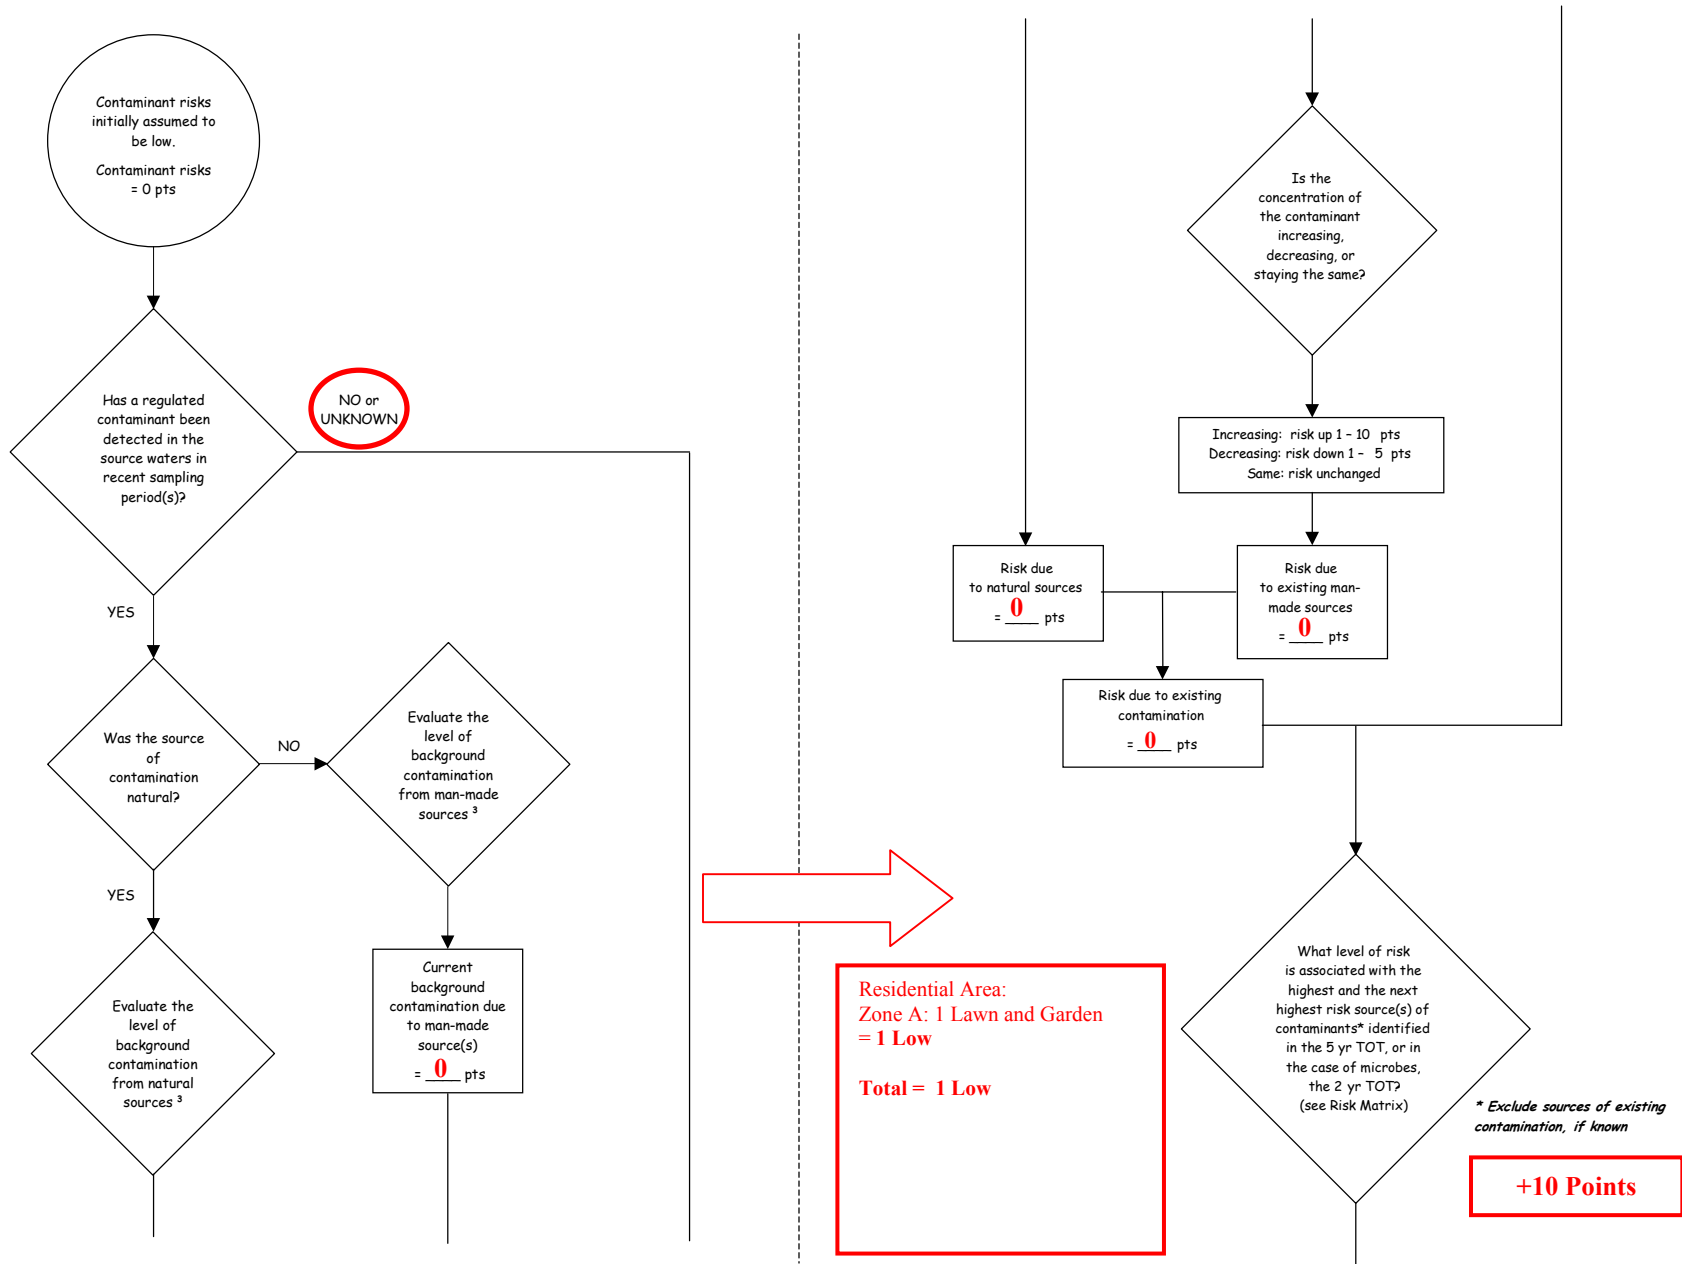 Contaminant risks
initially assumed to
be low.
Contaminant risks
= 0 pts
Has a regulated
contaminant been
detected in the
source waters in
recent sampling
period(s)?
NO or
UNKNOWN
YES
Was the source
of
contamination
natural?
NO
Evaluate the
level of
background
contamination
from man-made
sources ³
YES
Evaluate the
level of
background
contamination
from natural
sources ³
Current
background
contamination due
to man-made
source(s)
= 0 pts
Is the
concentration of
the contaminant
increasing,
decreasing, or
staying the same?
Increasing: risk up 1 – 10 pts
Decreasing: risk down 1 – 5 pts
Same: risk unchanged
Risk due
to natural sources
= 0 pts
Risk due
to existing man-
made sources
= 0 pts
Risk due to existing
contamination
= 0 pts
Residential Area:
Zone A: 1 Lawn and Garden
= 1 Low
Total = 1 Low
What level of risk
is associated with the
highest and the next
highest risk source(s) of
contaminants* identified
in the 5 yr TOT, or in
the case of microbes,
the 2 yr TOT?
(see Risk Matrix)
* Exclude sources of existing
contamination, if known
+10 Points